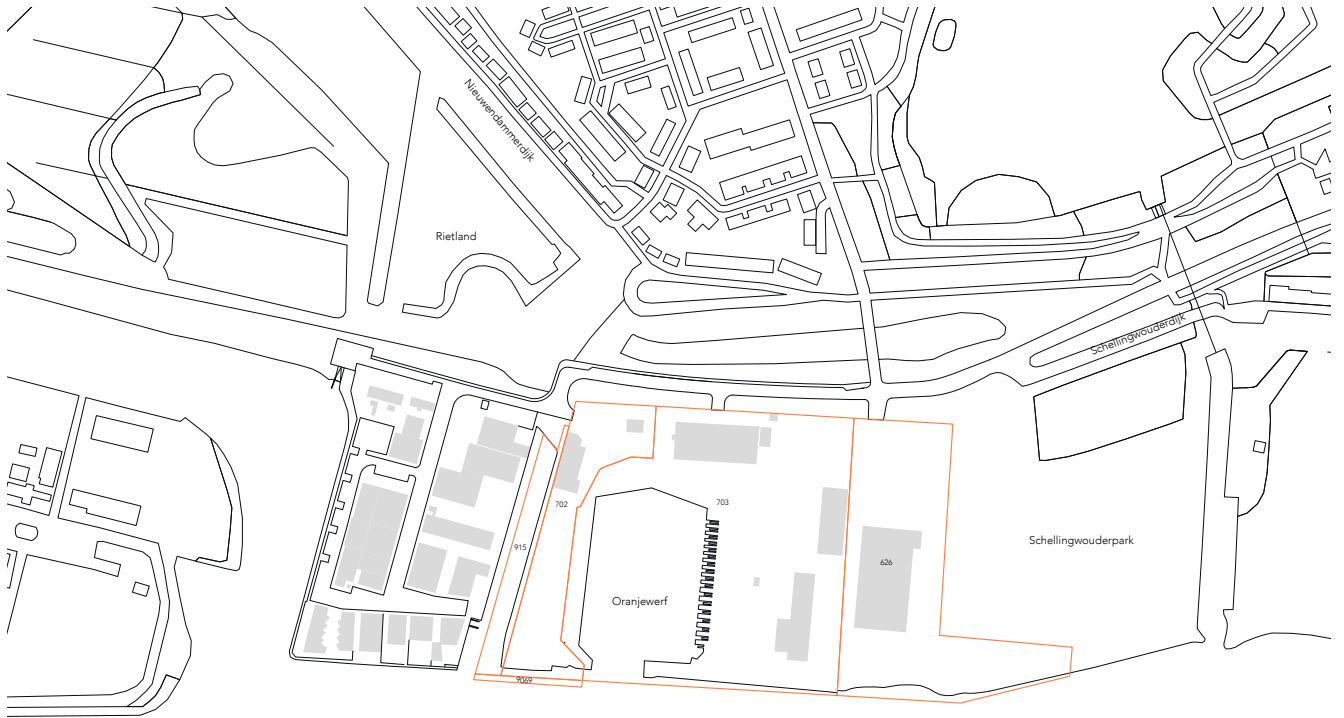 Nieuwendammerdijk
Rietland
Schellingwouderdijk
702
703
915
626
Schellingwouderpark
Oranjewerf
9069